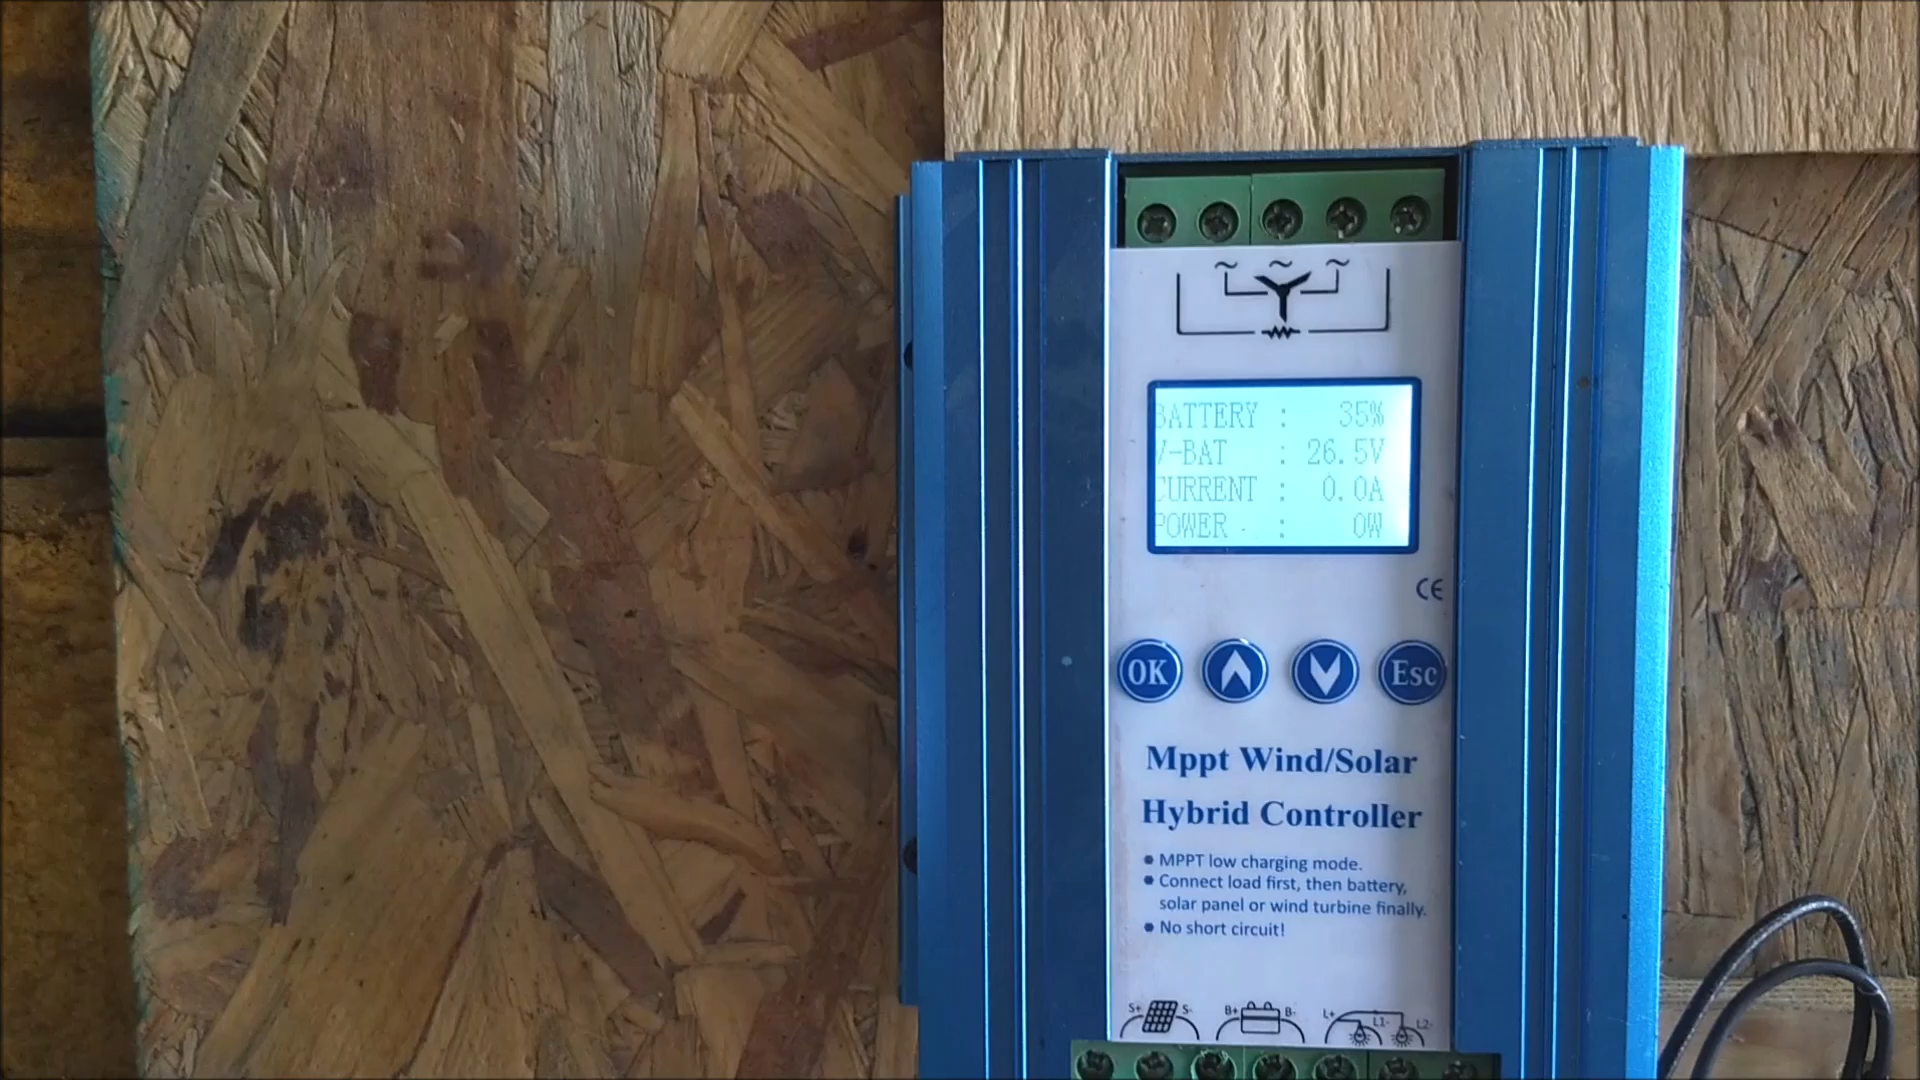 BATTERY : 35%
V-BAT : 26.5V
CURRENT : 0.0A
POWER : 0W
CE
OK
Esc
Mppt Wind/Solar
Hybrid Controller
MPPT low charging mode.
Connect load first, then battery,
solar panel or wind turbine finally.
No short circuit!
S+ S- B+ B- L+ L1- L2-